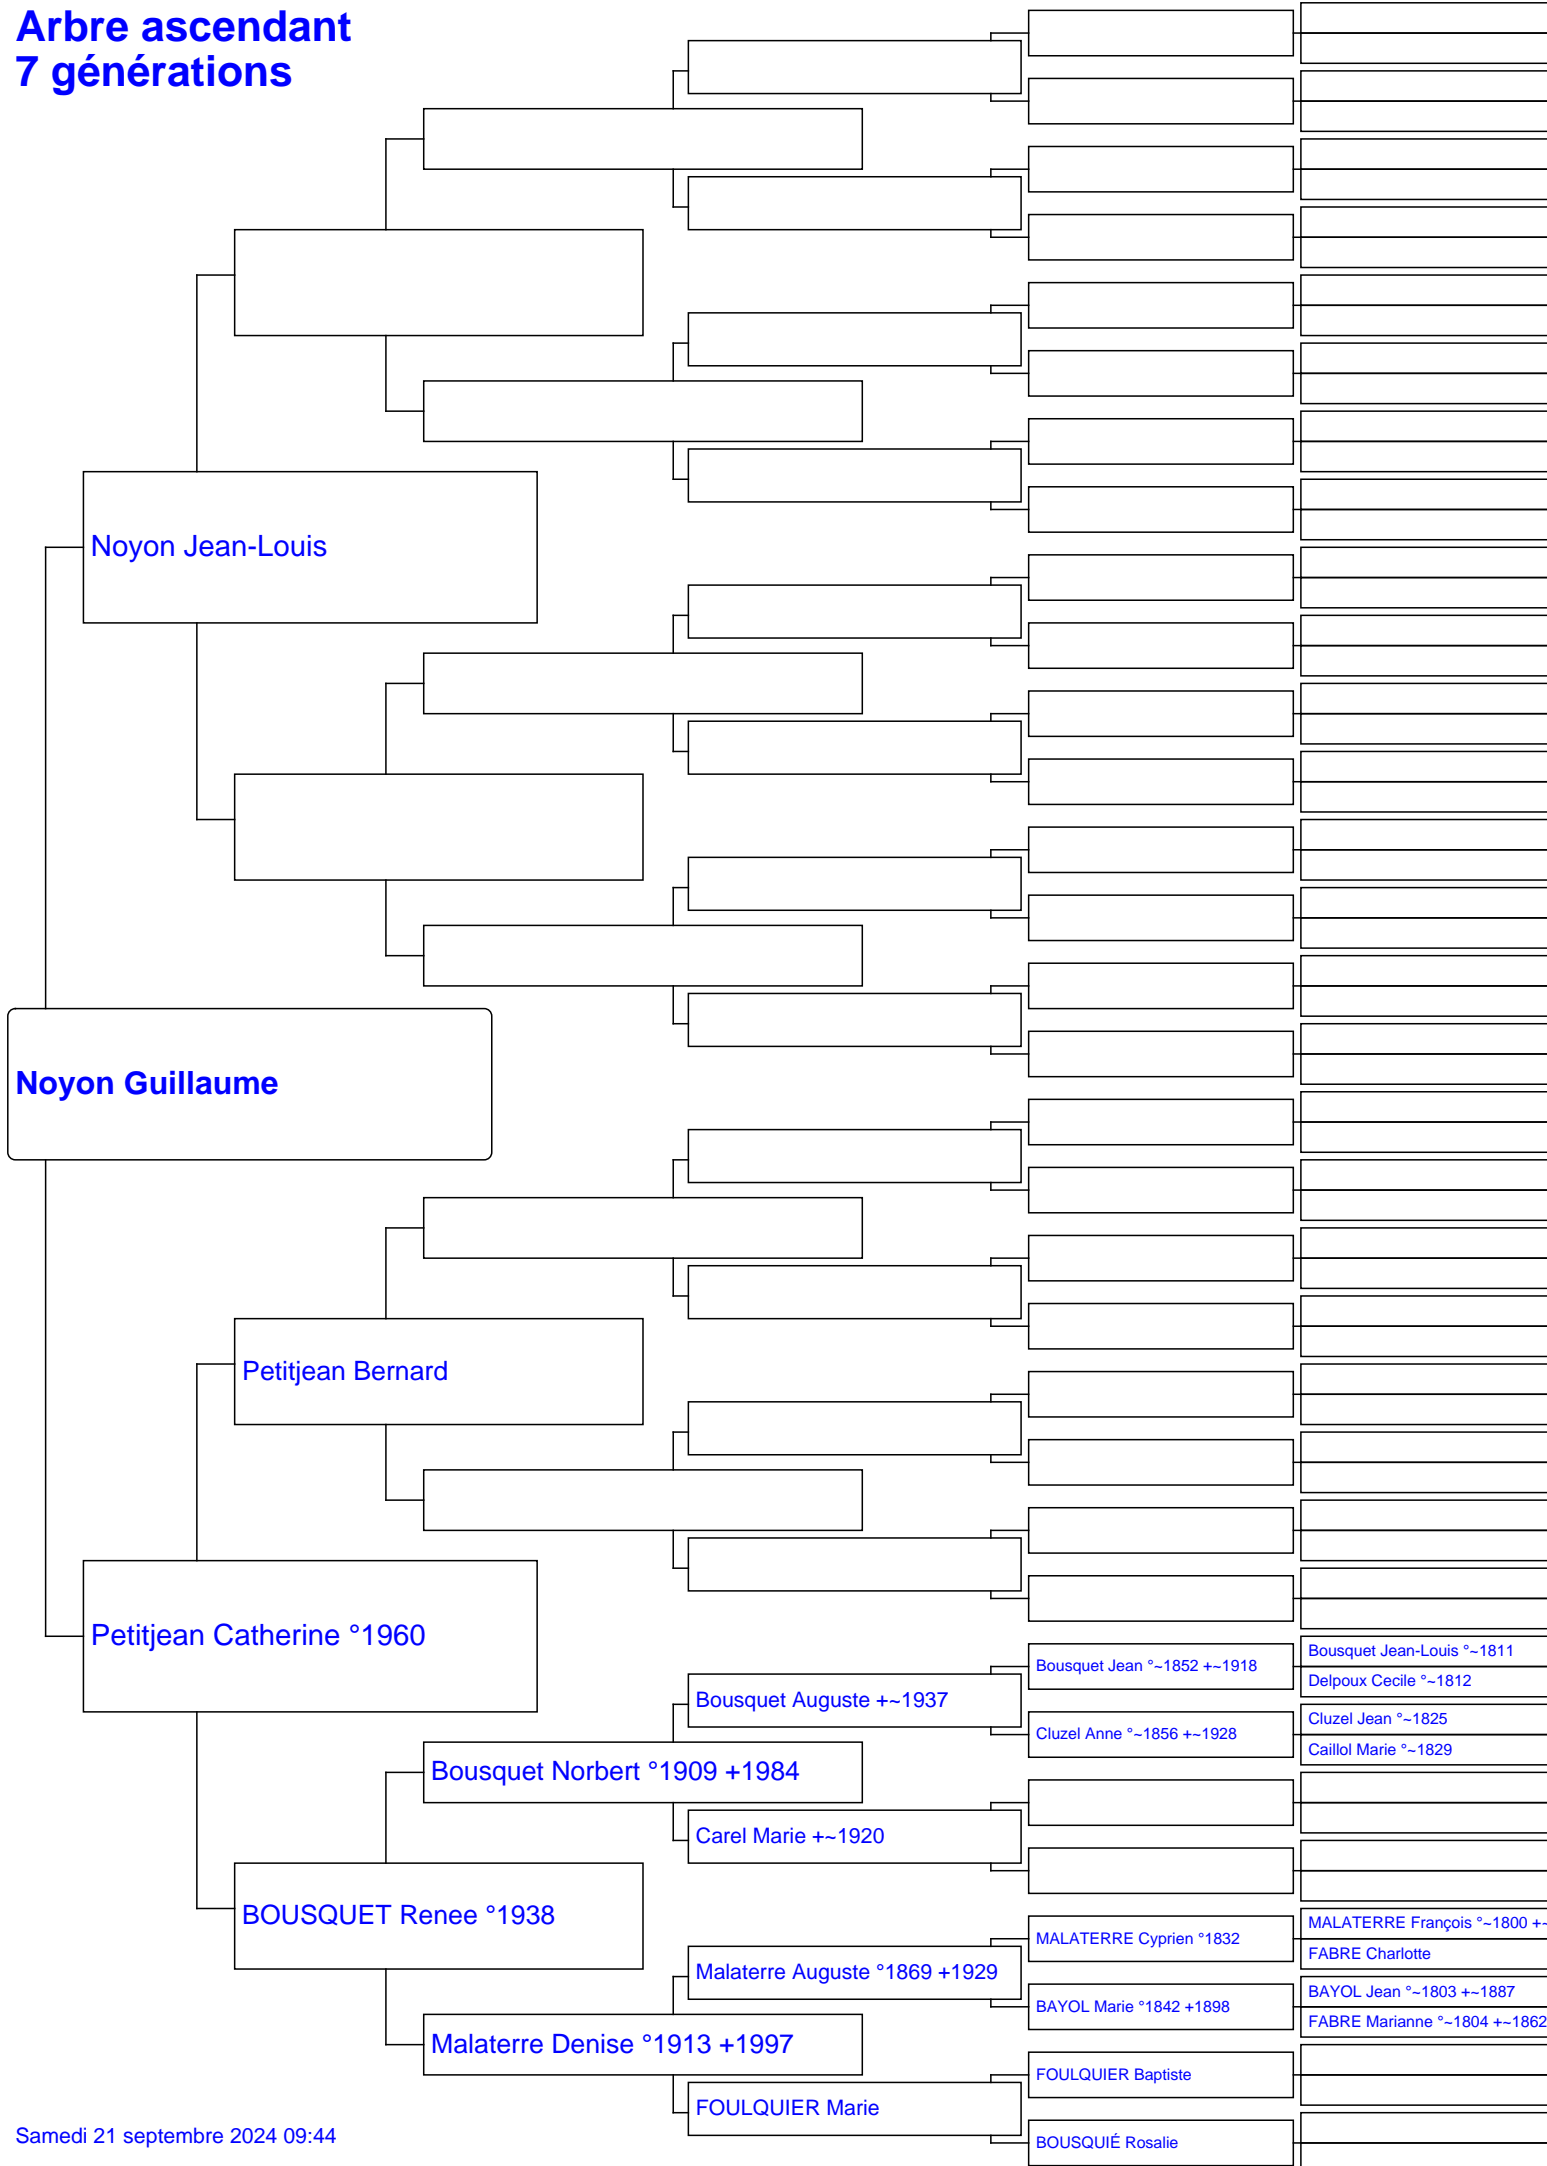 Arbre ascendant
7 générations
Noyon Jean-Louis
Noyon Guillaume
Petitjean Bernard
Petitjean Catherine °1960
Bousquet Jean °~1852 +~1918
Bousquet Jean-Louis °~1811
Delpoux Cecile °~1812
Bousquet Auguste +~1937
Cluzel Anne °~1856 +~1928
Cluzel Jean °~1825
Caillol Marie °~1829
Bousquet Norbert °1909 +1984
Carel Marie +~1920
BOUSQUET Renee °1938
MALATERRE Cyprien °1832
MALATERRE François °~1800 +~
FABRE Charlotte
Malaterre Auguste °1869 +1929
BAYOL Marie °1842 +1898
BAYOL Jean °~1803 +~1887
FABRE Marianne °~1804 +~1862
Malaterre Denise °1913 +1997
FOULQUIER Baptiste
FOULQUIER Marie
BOUSQUIÉ Rosalie
Samedi 21 septembre 2024 09:44